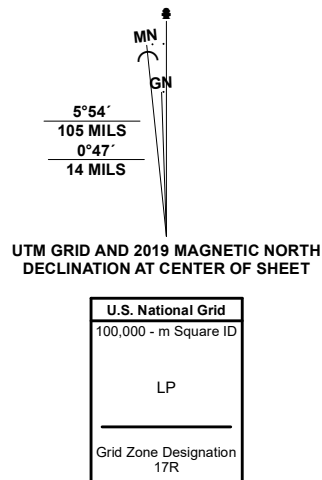 MN
GN
5°54´
105 MILS
0°47´
14 MILS
UTM GRID AND 2019 MAGNETIC NORTH
DECLINATION AT CENTER OF SHEET
U.S. National Grid
100,000 - m Square ID
LP
Grid Zone Designation
17R